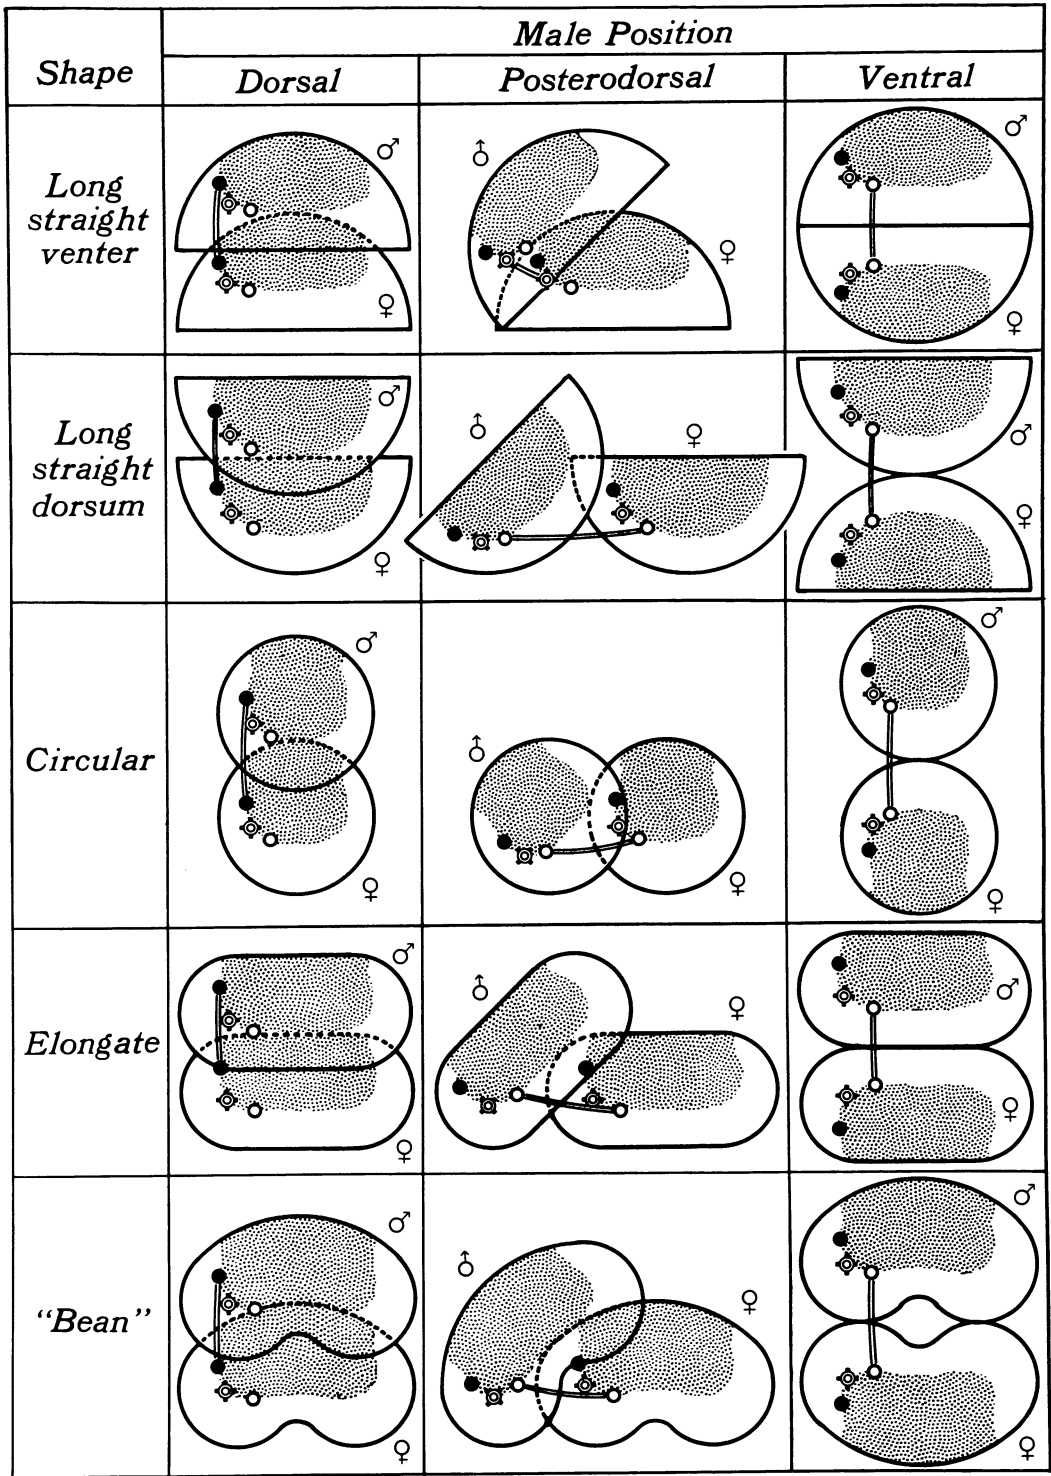 Shape
Male Position
Dorsal
Posterodorsal
Ventral
Long
straight
venter
♂
♀
♂
♀
♂
♀
Long
straight
dorsum
♂
♀
♂
♀
♂
♀
Circular
♂
♀
♂
♀
♂
♀
Elongate
♂
♀
♂
♀
♂
♀
“Bean”
♂
♀
♂
♀
♂
♀